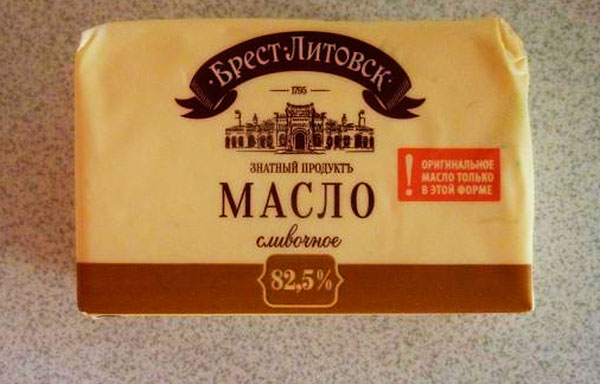 ·БРЕСТ-ЛИТОВСК·
1795
ЗНАТНЫЙ ПРОДУКТЪ
МАСЛО
сливочное
82,5%
! ОРИГИНАЛЬНОЕ
МАСЛО ТОЛЬКО
В ЭТОЙ ФОРМЕ